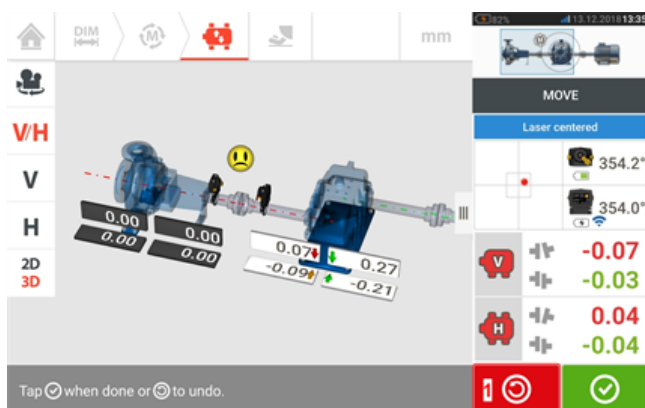 82% 13.12.2018 13:35
DIM
M
mm
MOVE
Laser centered
V/H
354.2°
V
354.0°
H
0.00
0.00
0.00
0.00
0.07
0.27
-0.09
-0.21
2D
3D
V
-0.07
-0.03
H
0.04
-0.04
Tap when done or to undo.
1